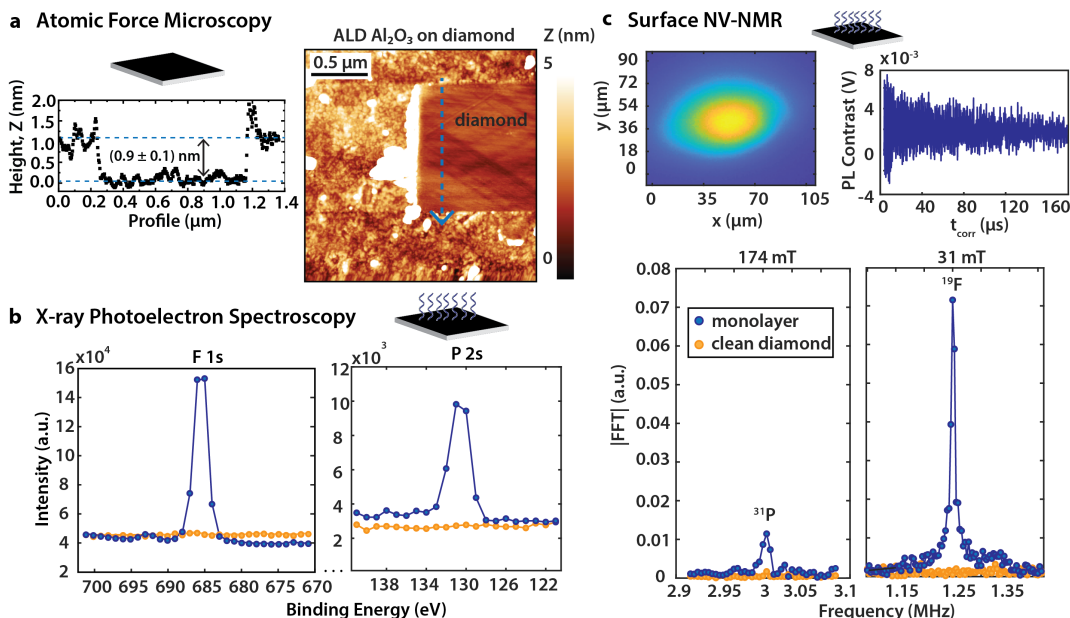 a Atomic Force Microscopy
Height, Z (nm)
2.0
1.5
1.0
0.5
0.0
(0.9 ± 0.1) nm
0.0 0.2 0.4 0.6 0.8 1.0 1.2 1.4
Profile (μm)
ALD Al₂O₃ on diamond
Z (nm)
0.5 μm
diamond
5
0
b X-ray Photoelectron Spectroscopy
x10⁴
F 1s
Intensity (a.u.)
16
14
12
10
8
6
4
2
700 695 690 685 680 675 670
x10³
P 2s
12
10
8
6
4
2
...
138 134 130 126 122
Binding Energy (eV)
c Surface NV-NMR
y (μm)
90
72
54
36
18
0
0 35 70 105
x (μm)
x 10⁻³
PL Contrast (V)
8
4
0
-4
0 40 80 120 160
t_corr (μs)
174 mT
|FFT| (a.u.)
0.08
0.07
0.06
0.05
0.04
0.03
0.02
0.01
0
monolayer
clean diamond
³¹P
2.9 2.95 3 3.05 3.1
31 mT
¹⁹F
1.15 1.25 1.35
Frequency (MHz)